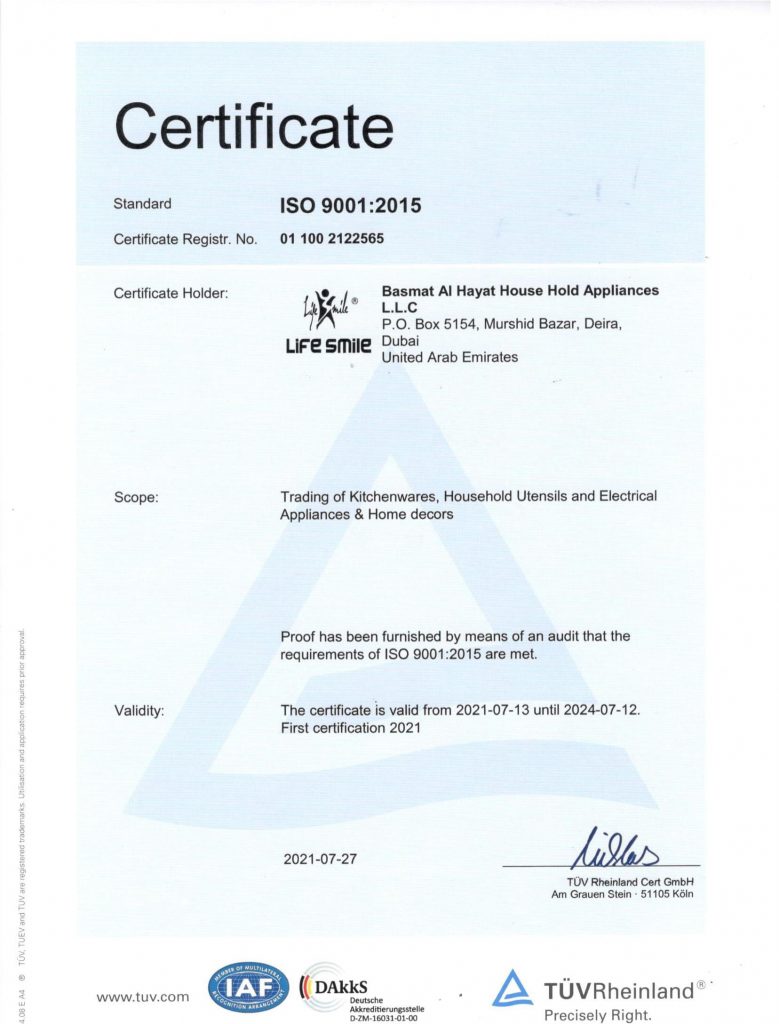 Certificate
Standard ISO 9001:2015
Certificate Registr. No. 01 100 2122565
Certificate Holder:
Life Smile ®
LiFe smile
Basmat Al Hayat House Hold Appliances
L.L.C
P.O. Box 5154, Murshid Bazar, Deira,
Dubai
United Arab Emirates
Scope: Trading of Kitchenwares, Household Utensils and Electrical
Appliances & Home decors
Proof has been furnished by means of an audit that the
requirements of ISO 9001:2015 are met.
Validity: The certificate is valid from 2021-07-13 until 2024-07-12.
First certification 2021
2021-07-27
TÜV Rheinland Cert GmbH
Am Grauen Stein · 51105 Köln
® TÜV, TUEV and TUV are registered trademarks. Utilisation and application requires prior approval.
www.tuv.com
MEMBER OF MULTILATERAL
IAF
RECOGNITION ARRANGEMENT
DAkkS
Deutsche
Akkreditierungsstelle
D-ZM-16031-01-00
TÜVRheinland®
Precisely Right.